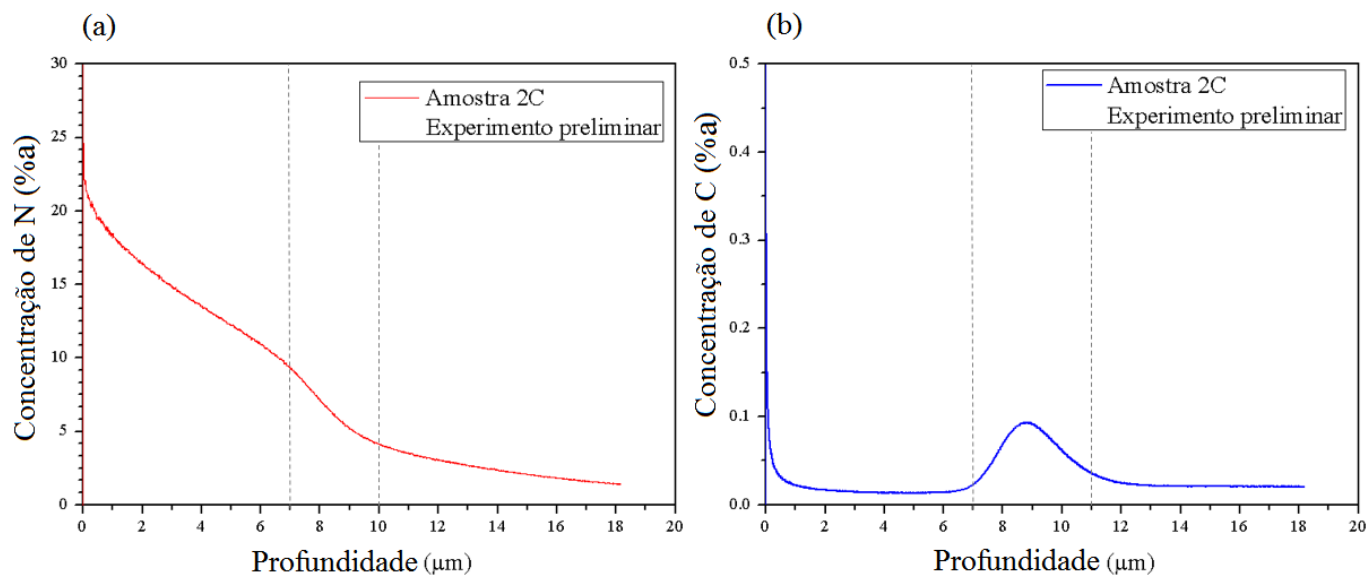 (a)
30
25
20
15
10
5
0
Concentração de N (%a)
Amostra 2C
Experimento preliminar
0 2 4 6 8 10 12 14 16 18 20
Profundidade (μm)
(b)
0.5
0.4
0.3
0.2
0.1
0.0
Concentração de C (%a)
Amostra 2C
Experimento preliminar
0 2 4 6 8 10 12 14 16 18 20
Profundidade (μm)